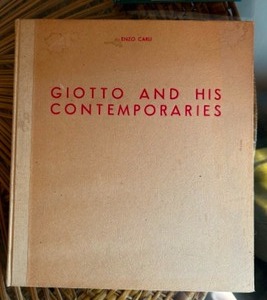 ENZO CARLI
GIOTTO AND HIS
CONTEMPORARIES